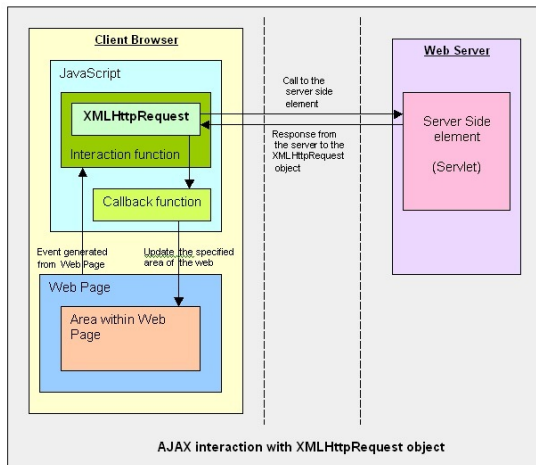 Client Browser
JavaScript
XMLHttpRequest
Interaction function
Callback function
Event generated
from Web Page
Update the specified
area of the web
Web Page
Area within Web
Page
Call to the
server side
element
Response from
the server to the
XMLHttpRequest
object
Web Server
Server Side
element
(Servlet)
AJAX interaction with XMLHttpRequest object